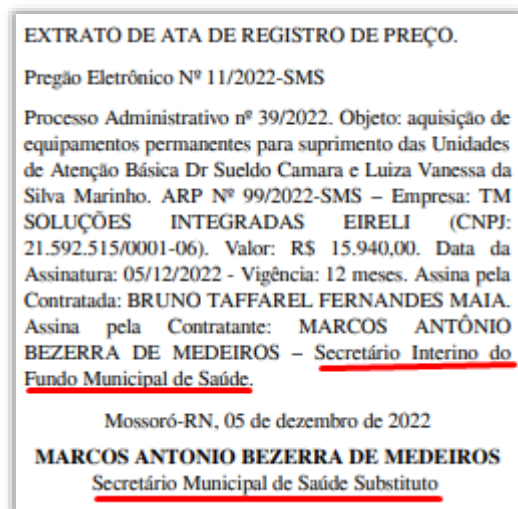 EXTRATO DE ATA DE REGISTRO DE PREÇO.
Pregão Eletrônico Nº 11/2022-SMS
Processo Administrativo nº 39/2022. Objeto: aquisição de
equipamentos permanentes para suprimento das Unidades
de Atenção Básica Dr Sueldo Camara e Luiza Vanessa da
Silva Marinho. ARP Nº 99/2022-SMS – Empresa: TM
SOLUÇÕES INTEGRADAS EIRELI (CNPJ:
21.592.515/0001-06). Valor: R$ 15.940,00. Data da
Assinatura: 05/12/2022 - Vigência: 12 meses. Assina pela
Contratada: BRUNO TAFFAREL FERNANDES MAIA.
Assina pela Contratante: MARCOS ANTÔNIO
BEZERRA DE MEDEIROS – Secretário Interino do
Fundo Municipal de Saúde.
Mossoró-RN, 05 de dezembro de 2022
MARCOS ANTONIO BEZERRA DE MEDEIROS
Secretário Municipal de Saúde Substituto